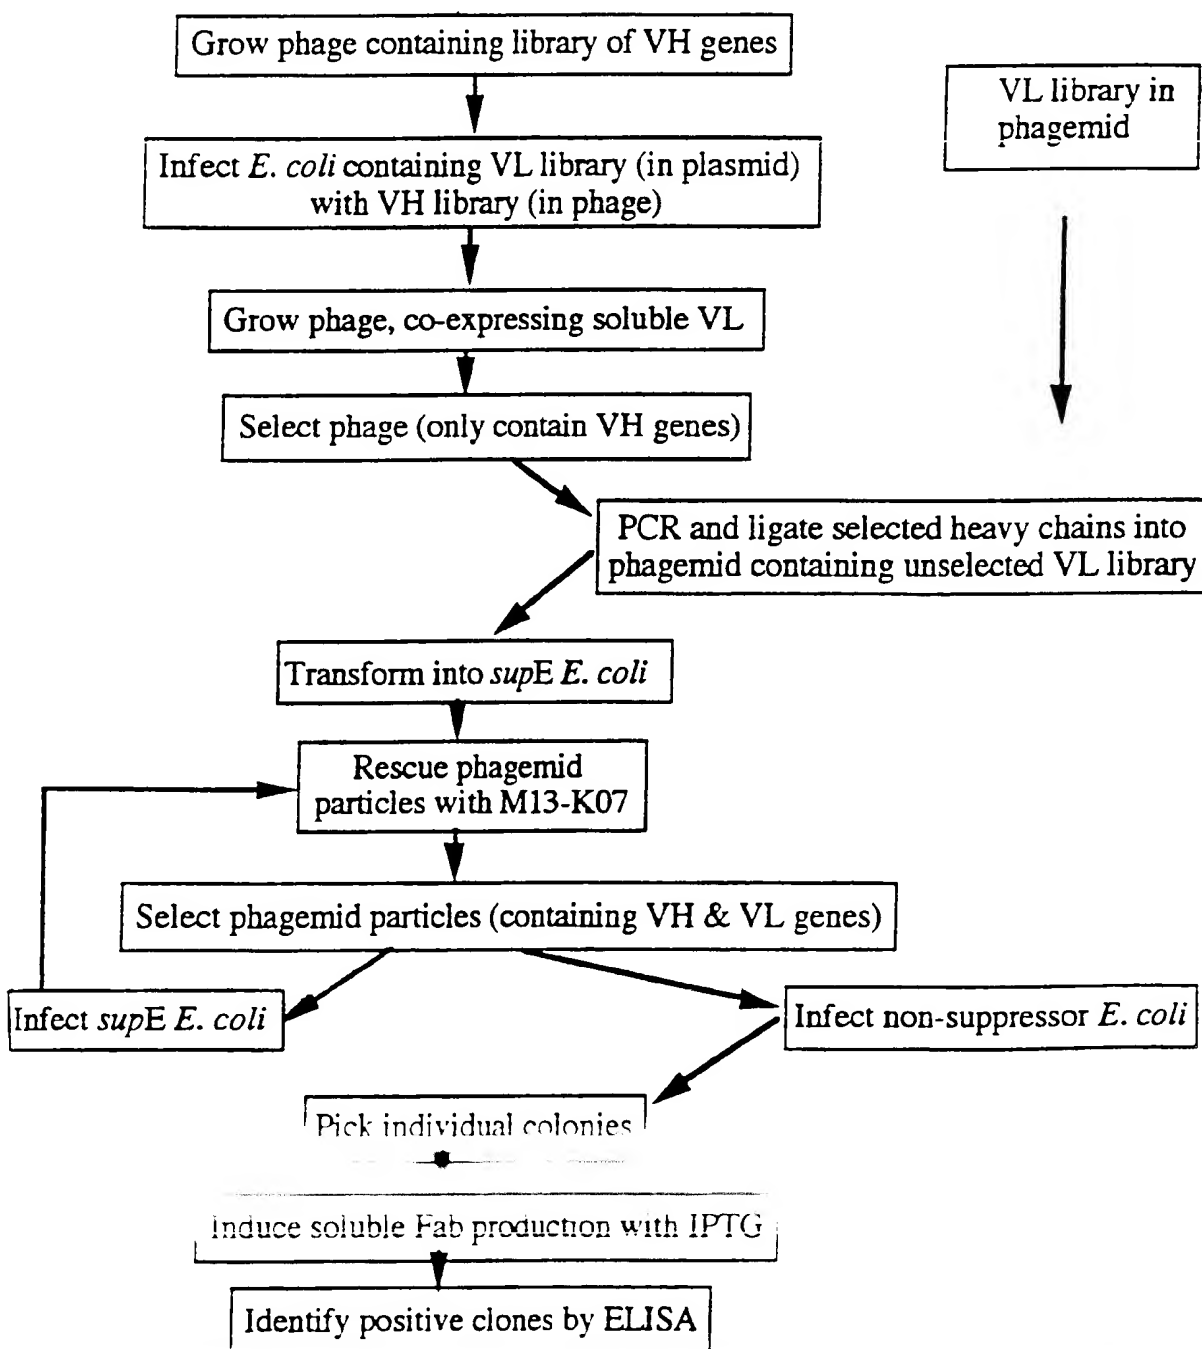 Grow phage containing library of VH genes
VL library in
phagemid
Infect E. coli containing VL library (in plasmid)
with VH library (in phage)
Grow phage, co-expressing soluble VL
Select phage (only contain VH genes)
PCR and ligate selected heavy chains into
phagemid containing unselected VL library
Transform into supE E. coli
Rescue phagemid
particles with M13-K07
Select phagemid particles (containing VH & VL genes)
Infect supE E. coli
Infect non-suppressor E. coli
Pick individual colonies
Induce soluble Fab production with IPTG
Identify positive clones by ELISA